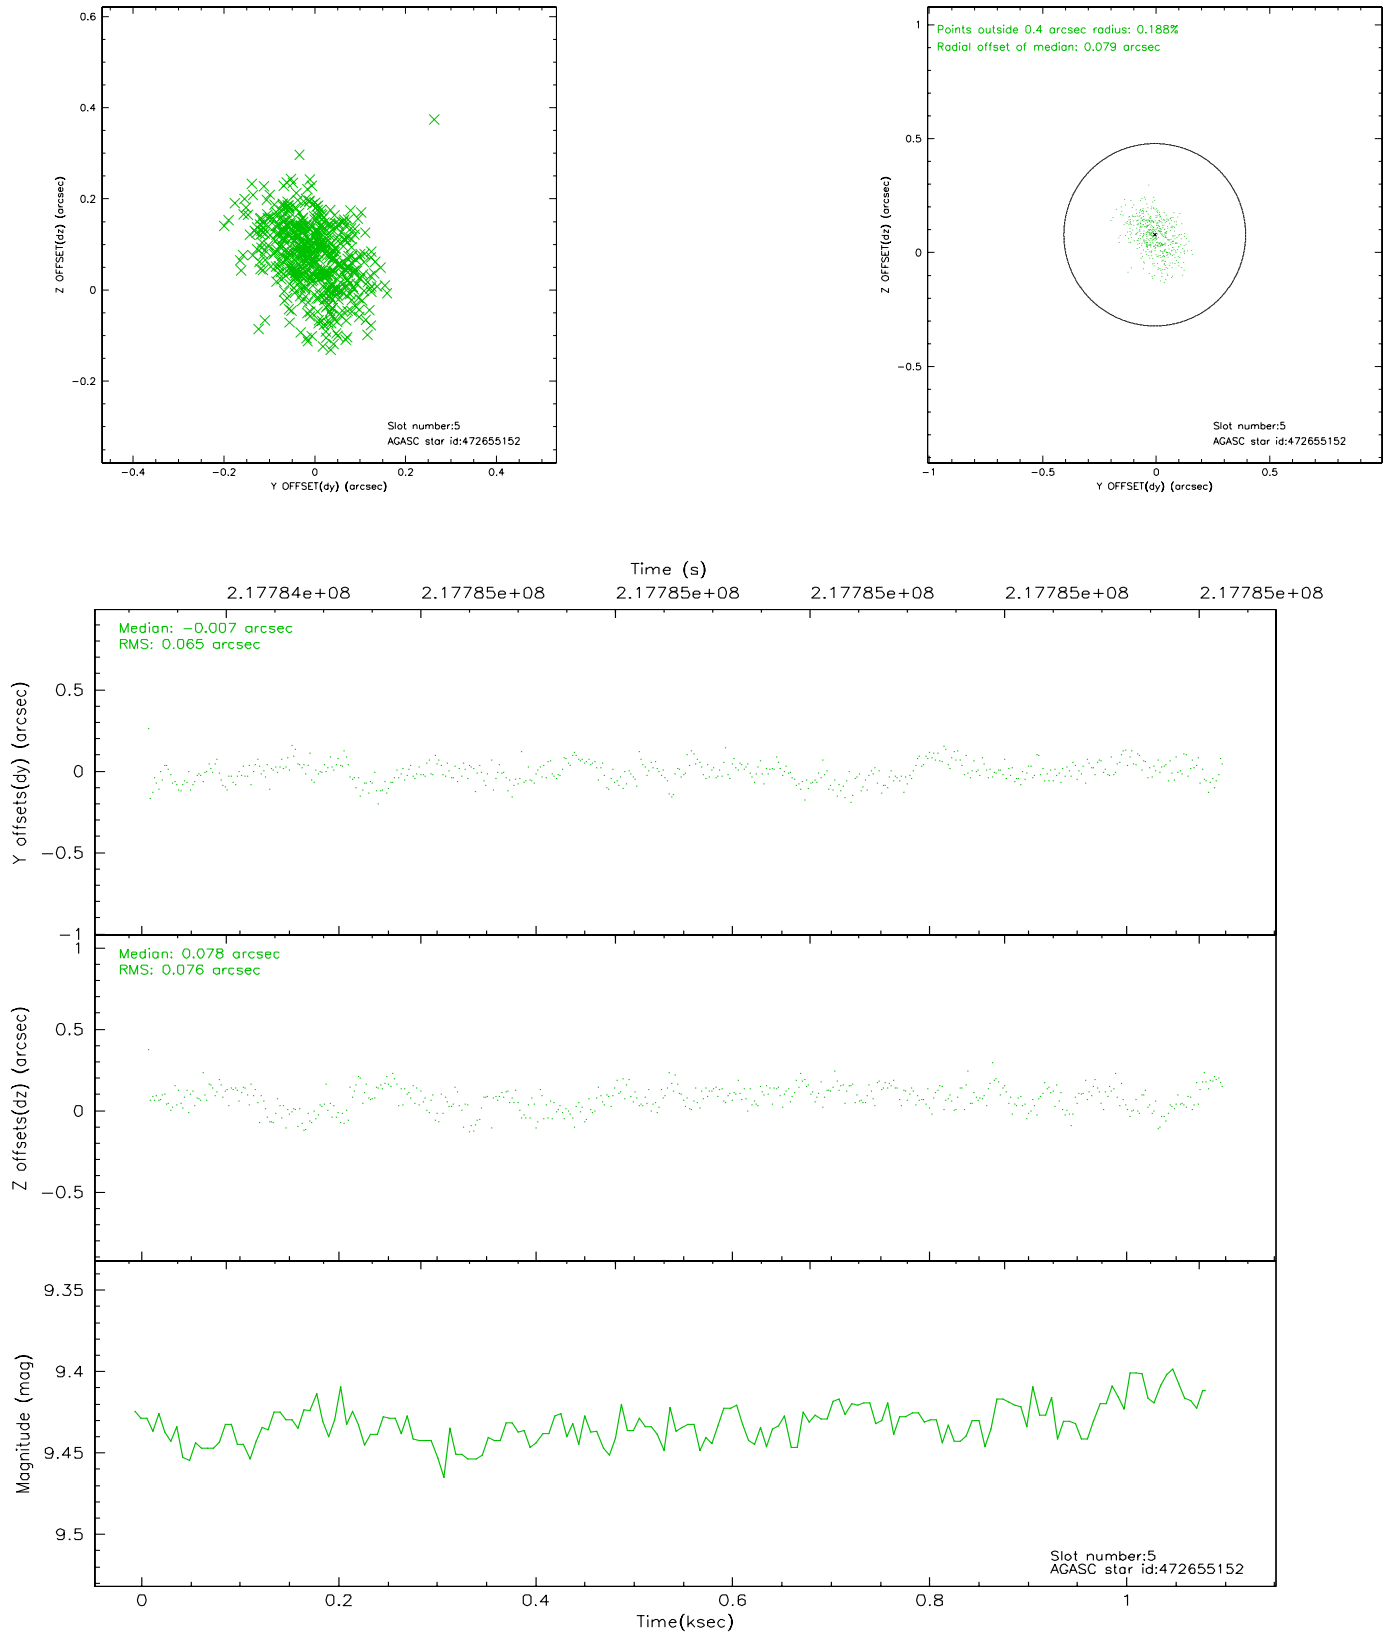 0.6
0.4
0.2
0
−0.2
Z OFFSET(dz) (arcsec)
Slot number:5
AGASC star id:472655152
−0.4 −0.2 0 0.2 0.4
Y OFFSET(dy) (arcsec)
Points outside 0.4 arcsec radius: 0.188%
Radial offset of median: 0.079 arcsec
1
0.5
0
−0.5
Z OFFSET(dz) (arcsec)
Slot number:5
AGASC star id:472655152
−1 −0.5 0 0.5
Y OFFSET(dy) (arcsec)
Time (s)
2.17784e+08 2.17785e+08 2.17785e+08 2.17785e+08 2.17785e+08 2.17785e+08
Median: −0.007 arcsec
RMS: 0.065 arcsec
0.5
0
−0.5
−1
Y offsets(dy) (arcsec)
Median: 0.078 arcsec
RMS: 0.076 arcsec
1
0.5
0
−0.5
Z offsets(dz) (arcsec)
9.35
9.4
9.45
9.5
Magnitude (mag)
Slot number:5
AGASC star id:472655152
0 0.2 0.4 0.6 0.8 1
Time(ksec)